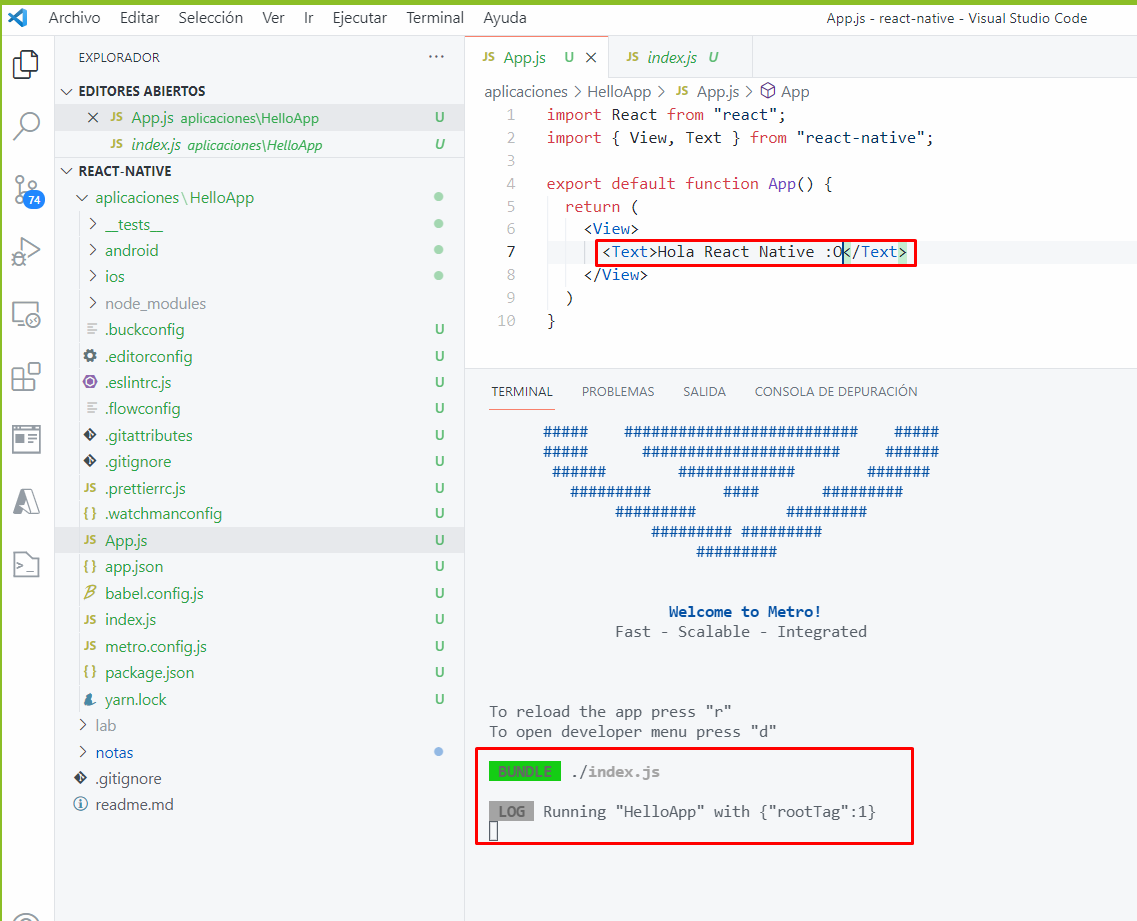 Archivo Editar Selección Ver Ir Ejecutar Terminal Ayuda App.js - react-native - Visual Studio Code
EXPLORADOR ···
EDITORES ABIERTOS
JS App.js aplicaciones\HelloApp U
JS index.js aplicaciones\HelloApp U
REACT-NATIVE
74
aplicaciones\HelloApp
__tests__
android
ios
node_modules
.buckconfig U
.editorconfig U
.eslintrc.js U
.flowconfig U
.gitattributes U
.gitignore U
JS .prettierrc.js U
{} .watchmanconfig U
JS App.js U
{} app.json U
babel.config.js U
JS index.js U
JS metro.config.js U
{} package.json U
yarn.lock U
lab
notas
.gitignore
readme.md
JS App.js U JS index.js U
aplicaciones > HelloApp > JS App.js > App
1 import React from "react";
2 import { View, Text } from "react-native";
3
4 export default function App() {
5 return (
6 <View>
7 <Text>Hola React Native :O</Text>
8 </View>
9 )
10 }
TERMINAL PROBLEMAS SALIDA CONSOLA DE DEPURACIÓN
##### ########################## #####
##### ###################### ######
###### ############# #######
######### #### #########
######### #########
######### #########
#########
Welcome to Metro!
Fast - Scalable - Integrated
To reload the app press "r"
To open developer menu press "d"
BUNDLE ./index.js
LOG Running "HelloApp" with {"rootTag":1}